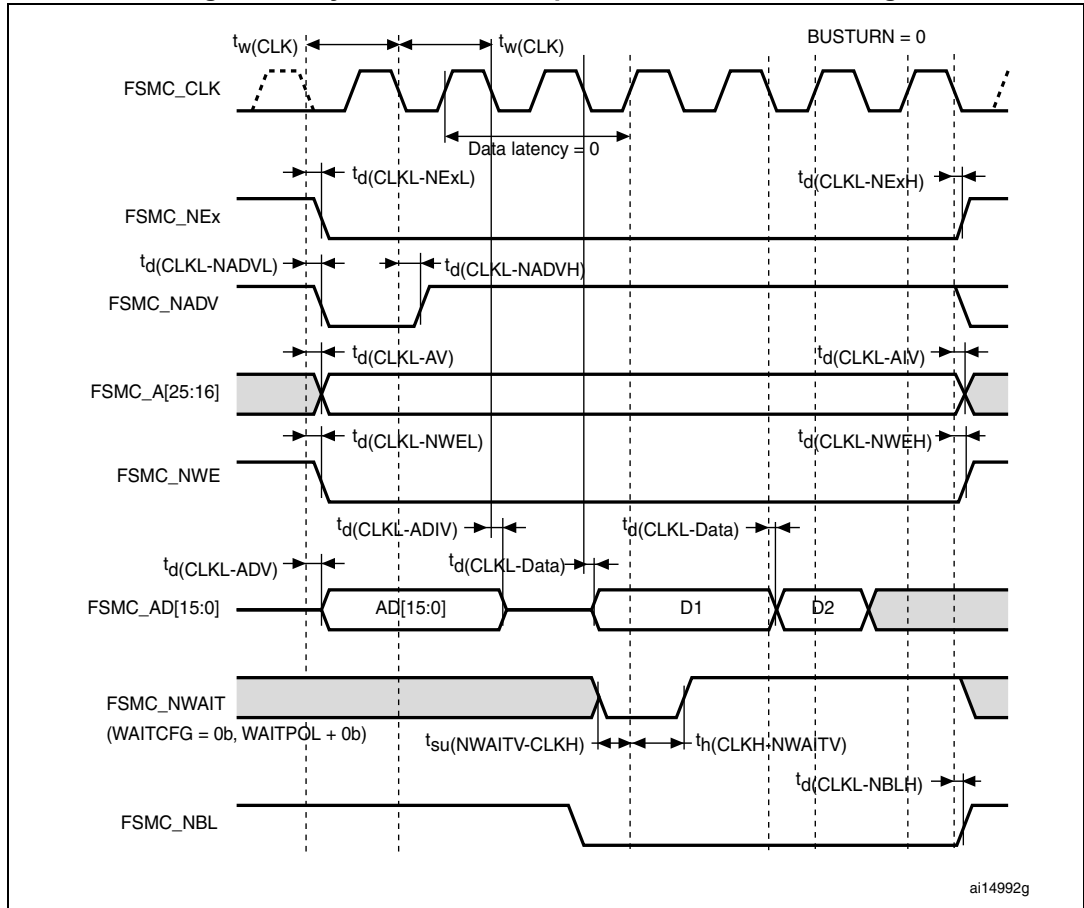 tw(CLK)
tw(CLK)
BUSTURN = 0
FSMC_CLK
Data latency = 0
td(CLKL-NExL)
td(CLKL-NExH)
FSMC_NEx
td(CLKL-NADVL)
td(CLKL-NADVH)
FSMC_NADV
td(CLKL-AV)
td(CLKL-AIV)
FSMC_A[25:16]
td(CLKL-NWEL)
td(CLKL-NWEH)
FSMC_NWE
td(CLKL-ADIV)
td(CLKL-Data)
td(CLKL-ADV)
td(CLKL-Data)
FSMC_AD[15:0]
AD[15:0]
D1
D2
FSMC_NWAIT
(WAITCFG = 0b, WAITPOL + 0b)
tsu(NWAITV-CLKH)
th(CLKH-NWAITV)
td(CLKL-NBLH)
FSMC_NBL
ai14992g